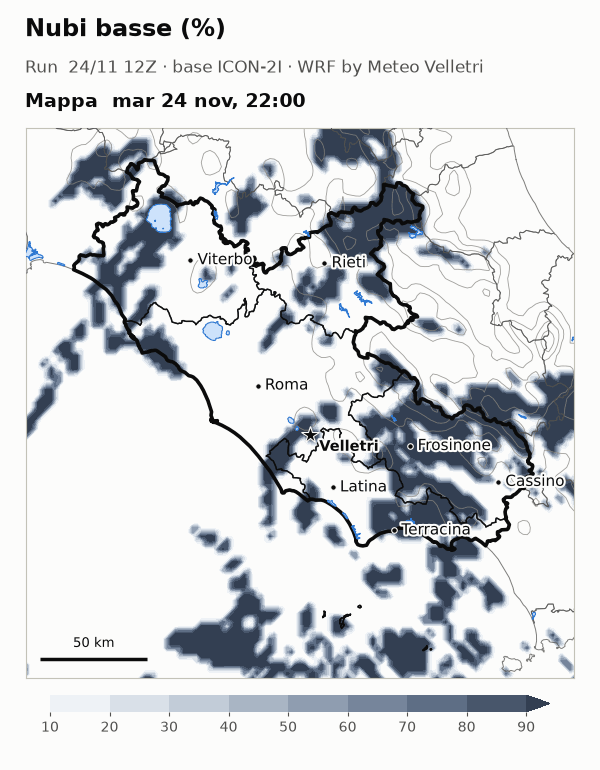 Nubi basse (%)
Run  24/11 12Z · base ICON-2I · WRF by Meteo Velletri
Mappa  mar 24 nov, 22:00
Viterbo
Rieti
Roma
Velletri
Frosinone
Cassino
Latina
Terracina
50 km
10 20 30 40 50 60 70 80 90